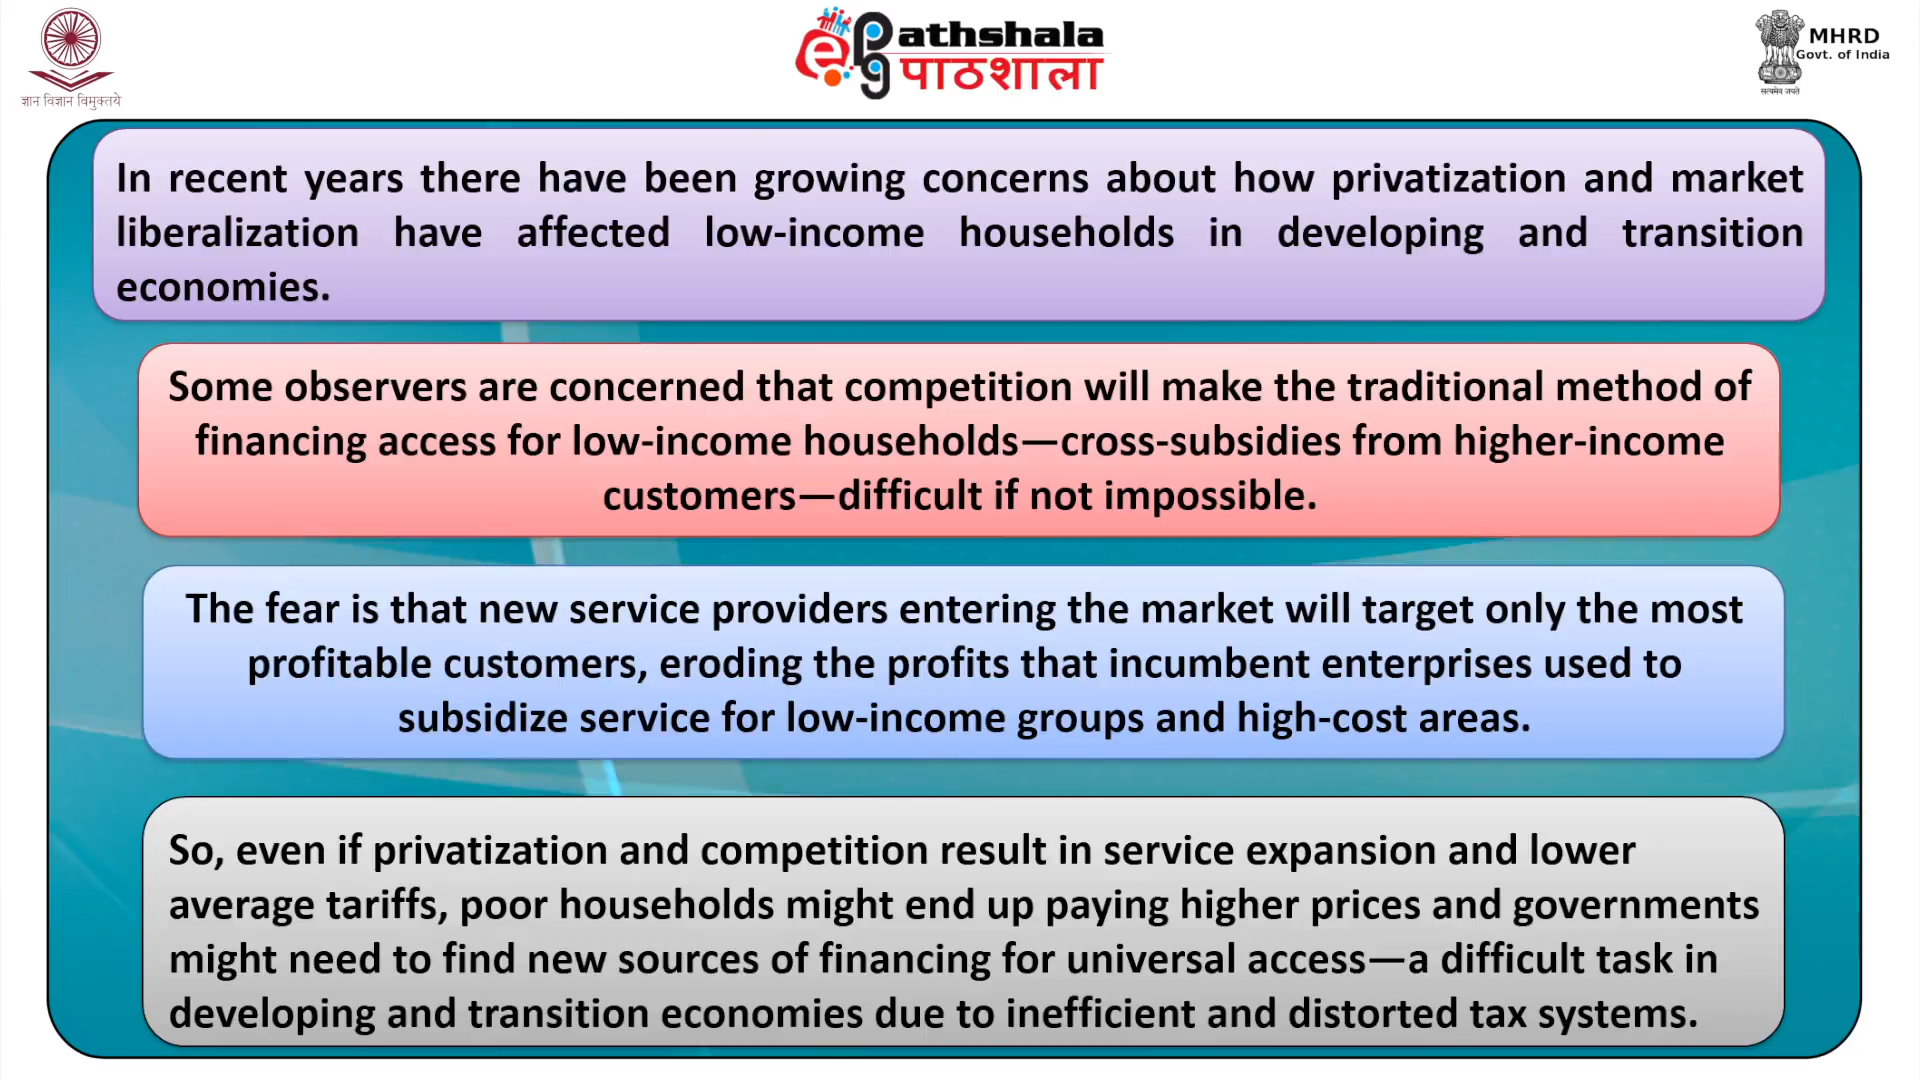 ज्ञान विज्ञान विमुक्तये
e PG athshala
पाठशाला
MHRD
Govt. of India
सत्यमेव जयते
In recent years there have been growing concerns about how privatization and market
liberalization have affected low-income households in developing and transition
economies.
Some observers are concerned that competition will make the traditional method of
financing access for low-income households—cross-subsidies from higher-income
customers—difficult if not impossible.
The fear is that new service providers entering the market will target only the most
profitable customers, eroding the profits that incumbent enterprises used to
subsidize service for low-income groups and high-cost areas.
So, even if privatization and competition result in service expansion and lower
average tariffs, poor households might end up paying higher prices and governments
might need to find new sources of financing for universal access—a difficult task in
developing and transition economies due to inefficient and distorted tax systems.